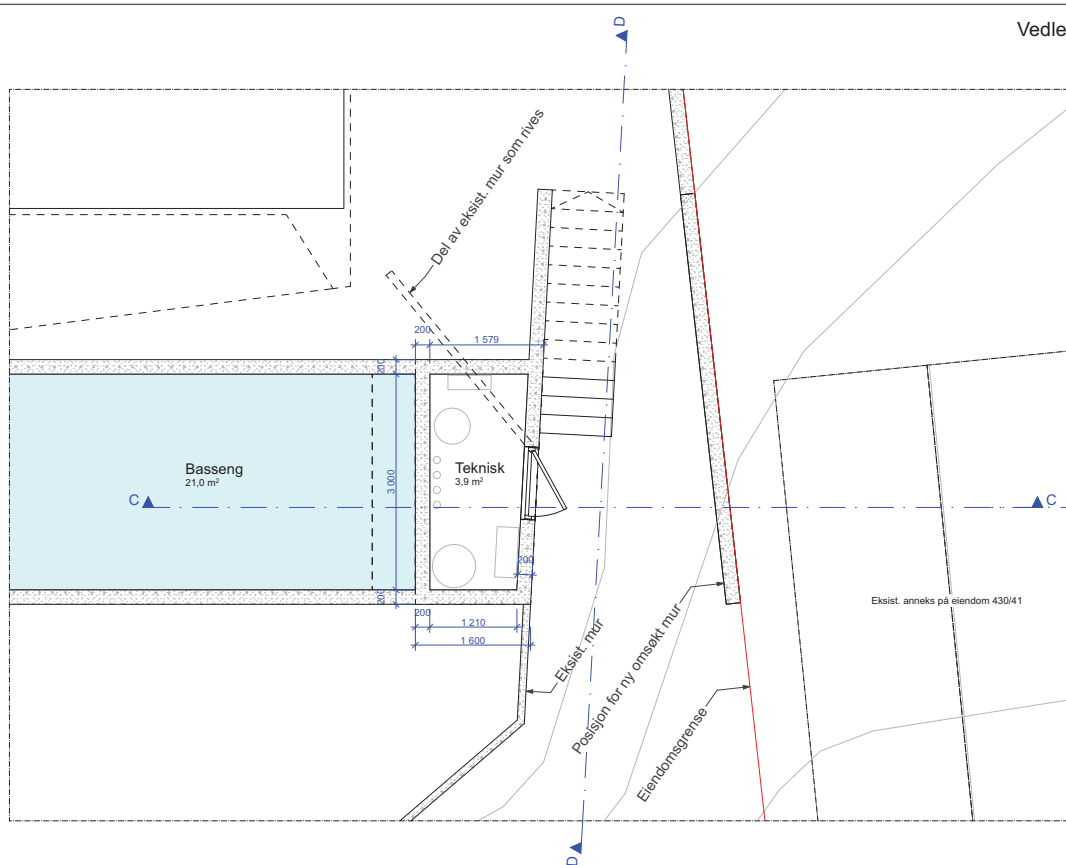 Vedle
D
Del av eksist. mur som rives
200
1 579
200
Basseng
21,0 m²
3 000
Teknisk
3,9 m²
C
C
200
200
200
1 210
1 600
Eksist. mur
Posisjon for ny omsøkt mur
Eiendomsgrense
Eksist. anneks på eiendom 430/41
D